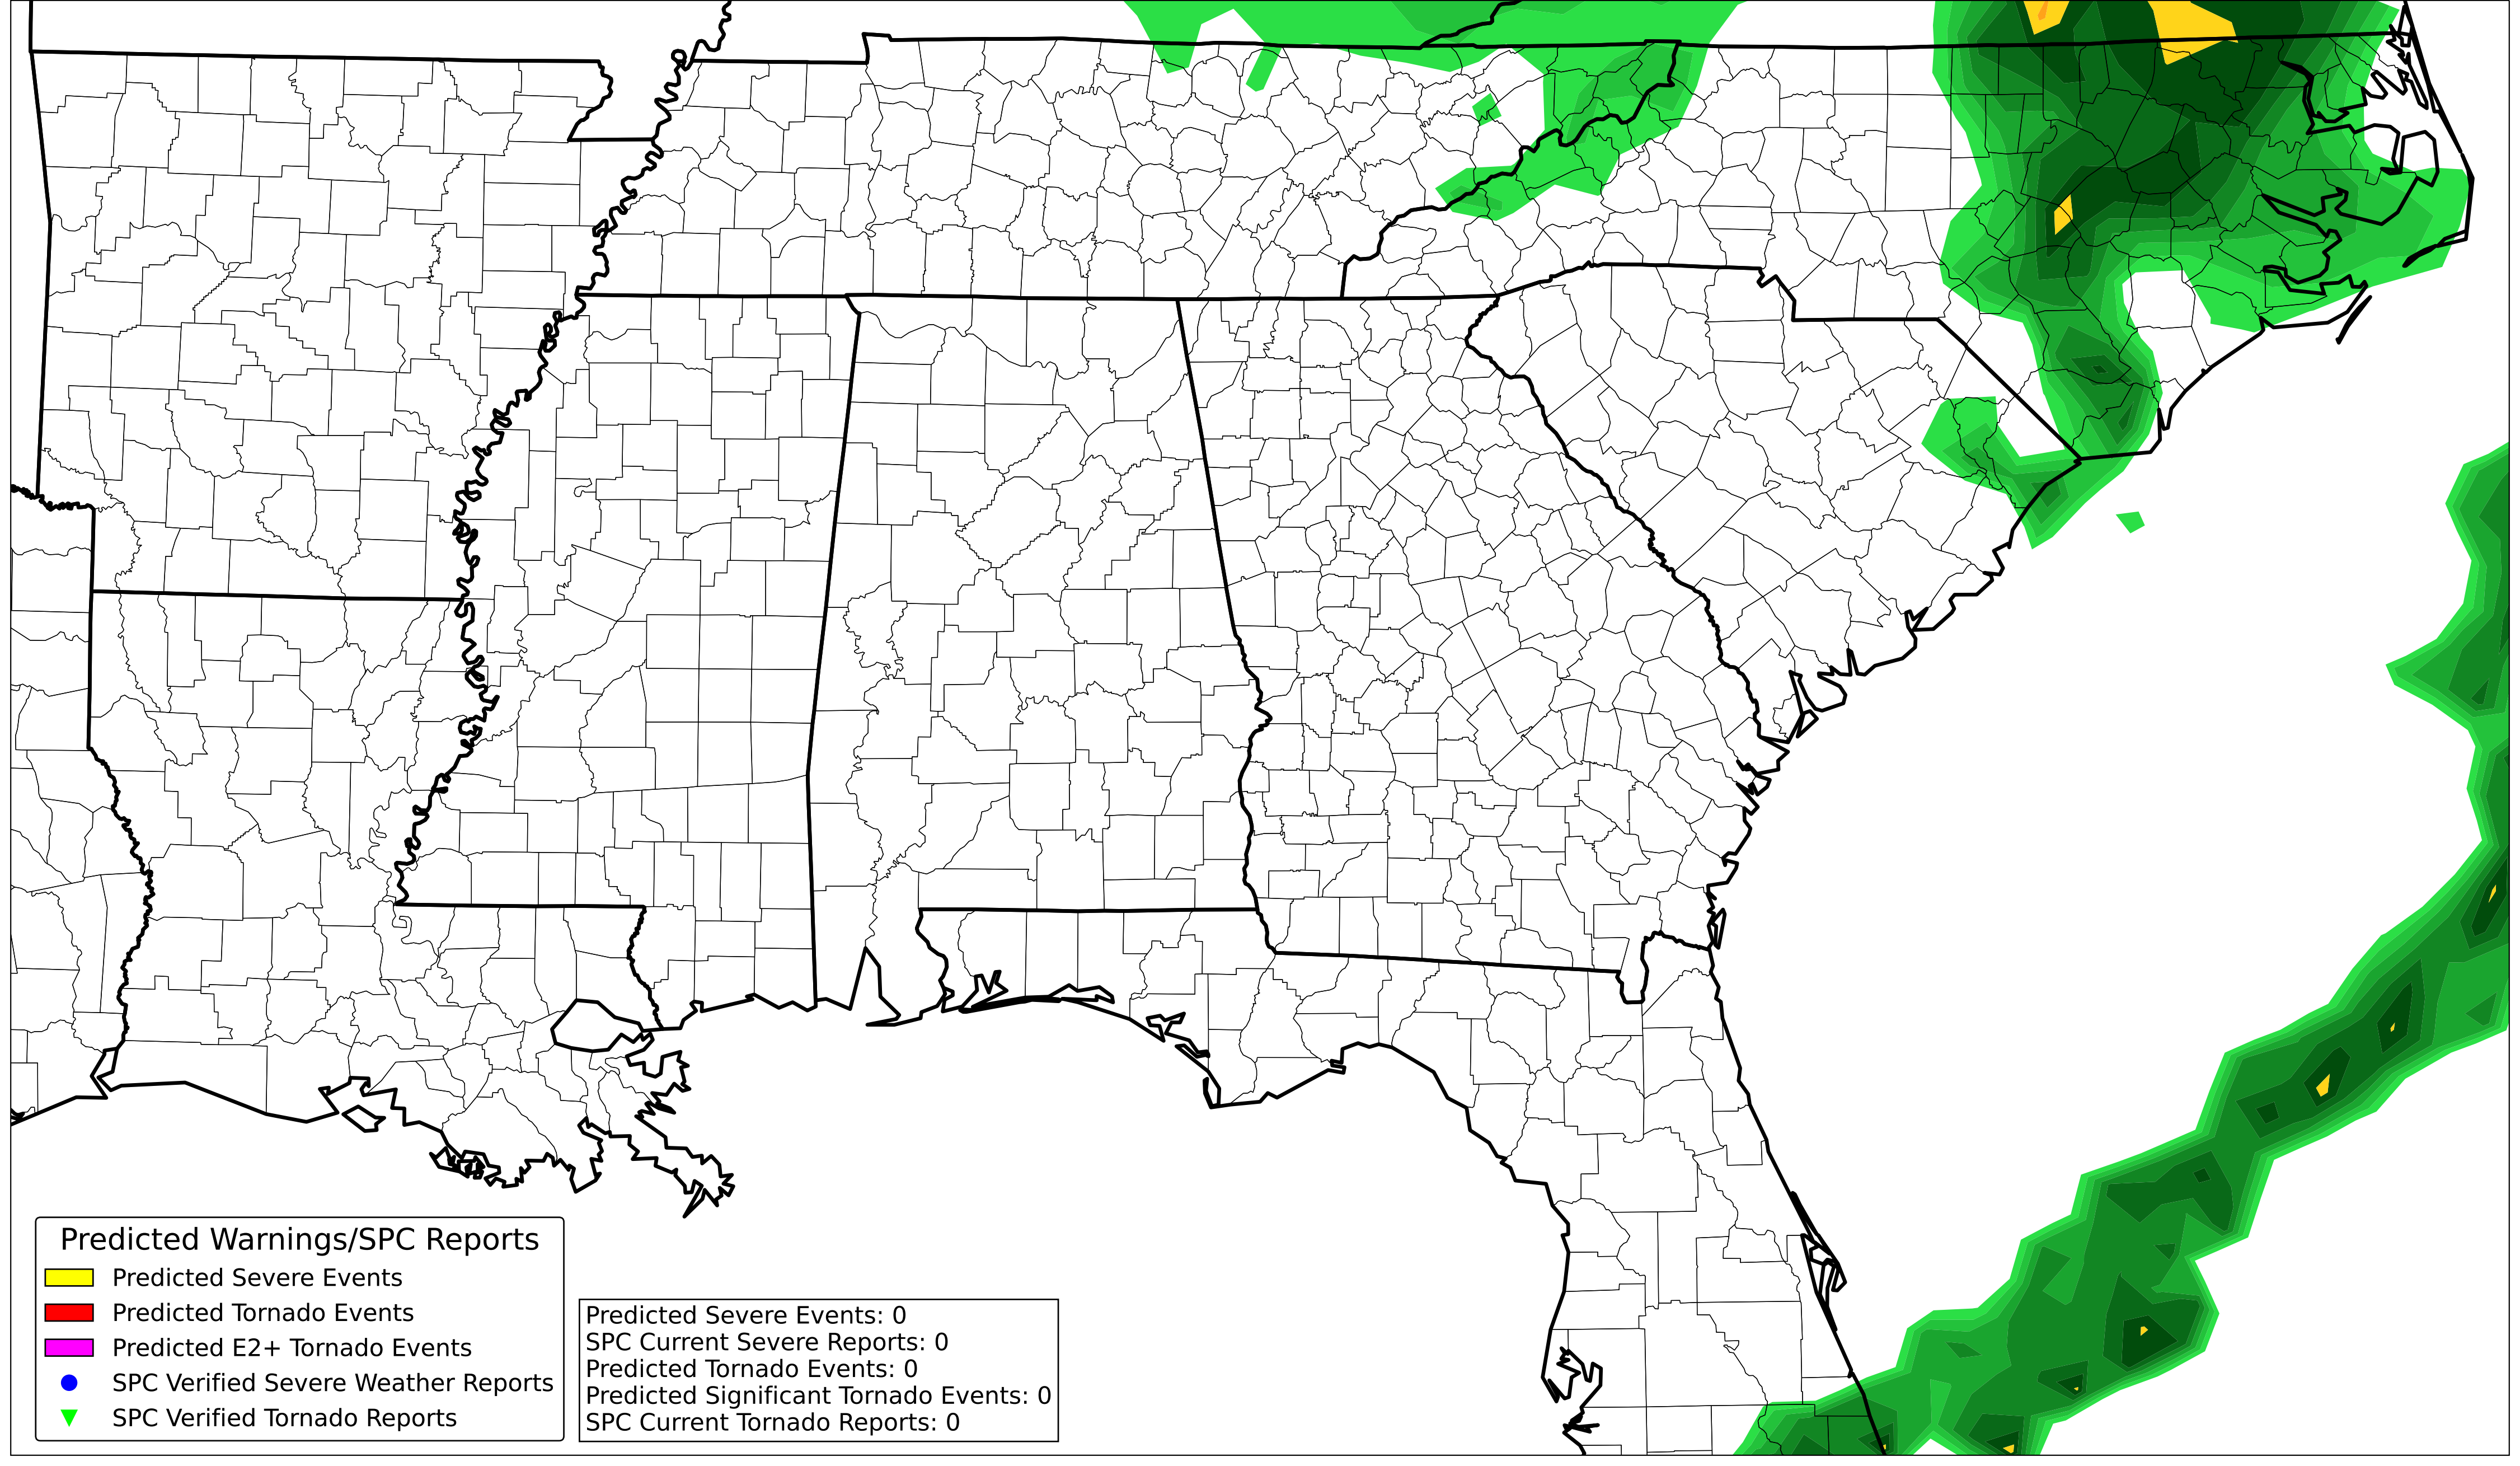 Predicted Warnings/SPC Reports
Predicted Severe Events
Predicted Tornado Events
Predicted E2+ Tornado Events
SPC Verified Severe Weather Reports
SPC Verified Tornado Reports
Predicted Severe Events: 0
SPC Current Severe Reports: 0
Predicted Tornado Events: 0
Predicted Significant Tornado Events: 0
SPC Current Tornado Reports: 0